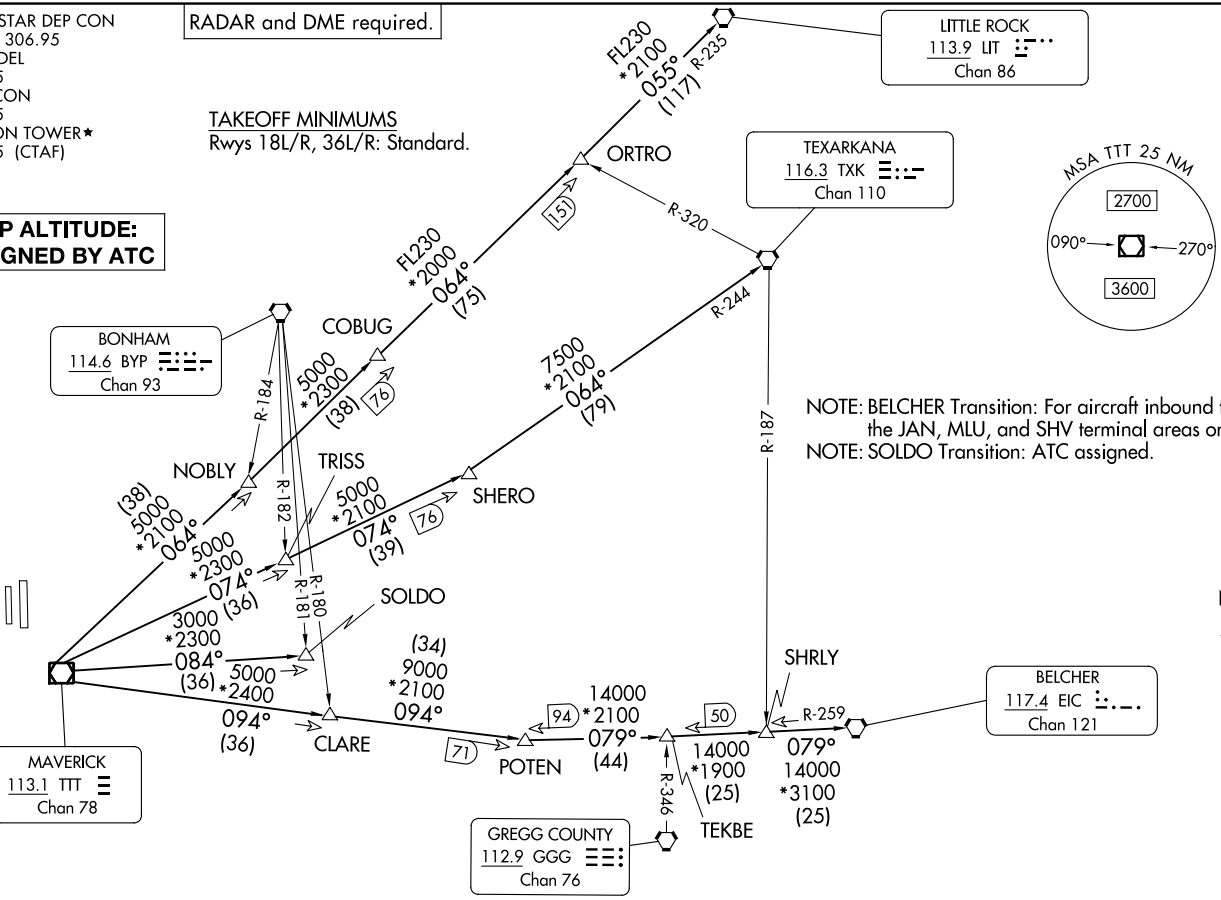 STAR DEP CON
306.95
DEL
5
CON
5
ON TOWER★
5 (CTAF)
RADAR and DME required.
TAKEOFF MINIMUMS
Rwys 18L/R, 36L/R: Standard.
P ALTITUDE:
GNED BY ATC
LITTLE ROCK
113.9 LIT
Chan 86
FL230
*2100
055°
(117)
R-235
ORTRO
151
TEXARKANA
116.3 TXK
Chan 110
R-320
MSA TTT 25 NM
2700
090°
270°
3600
BONHAM
114.6 BYP
Chan 93
FL230
*2000
064°
(75)
COBUG
5000
*2300
(38)
76
R-184
R-244
7500
*2100
064°
(79)
R-187
NOTE: BELCHER Transition: For aircraft inbound
the JAN, MLU, and SHV terminal areas
NOTE: SOLDO Transition: ATC assigned.
NOBLY
TRISS
R-182
SHERO
5000
*2100
074°
(39)
76
(38)
5000
*2100
064°
5000
*2300
074°
(36)
R-181
R-180
SOLDO
3000
*2300
084°
(36)
5000
*2400
094°
(36)
CLARE
(34)
9000
*2100
094°
71
POTEN
94
14000
*2100
079°
(44)
50
SHRLY
R-259
14000
*1900
(25)
079°
14000
*3100
(25)
TEKBE
R-346
BELCHER
117.4 EIC
Chan 121
MAVERICK
113.1 TTT
Chan 78
GREGG COUNTY
112.9 GGG
Chan 76